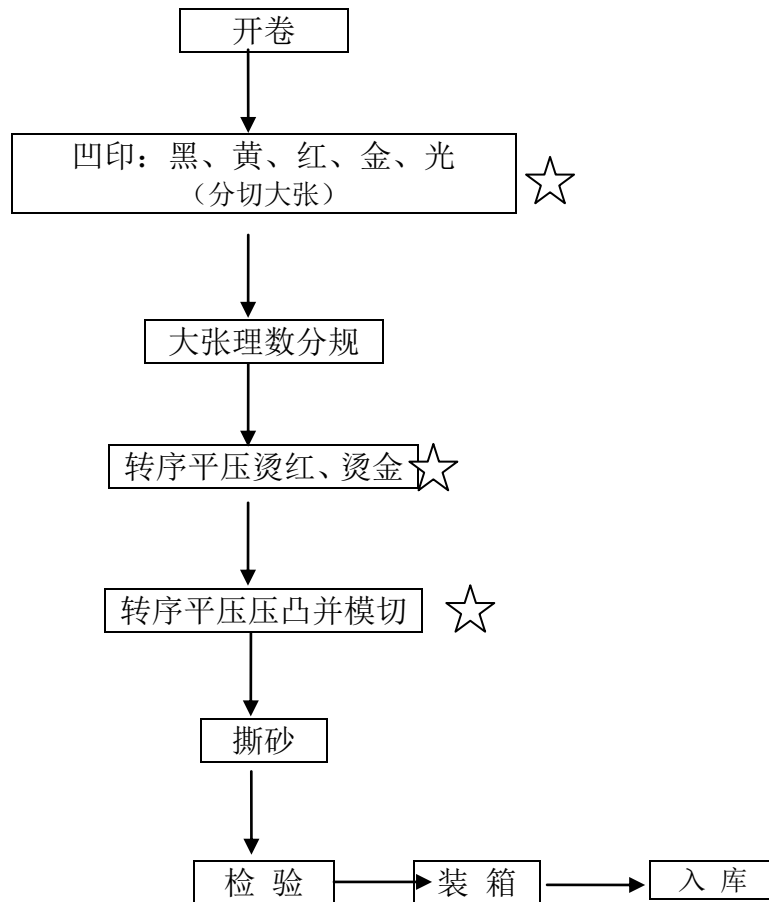 开卷
凹印：黑、黄、红、金、光
（分切大张）
大张理数分规
转序平压烫红、烫金
转序平压压凸并模切
撕砂
检 验
装 箱
入 库